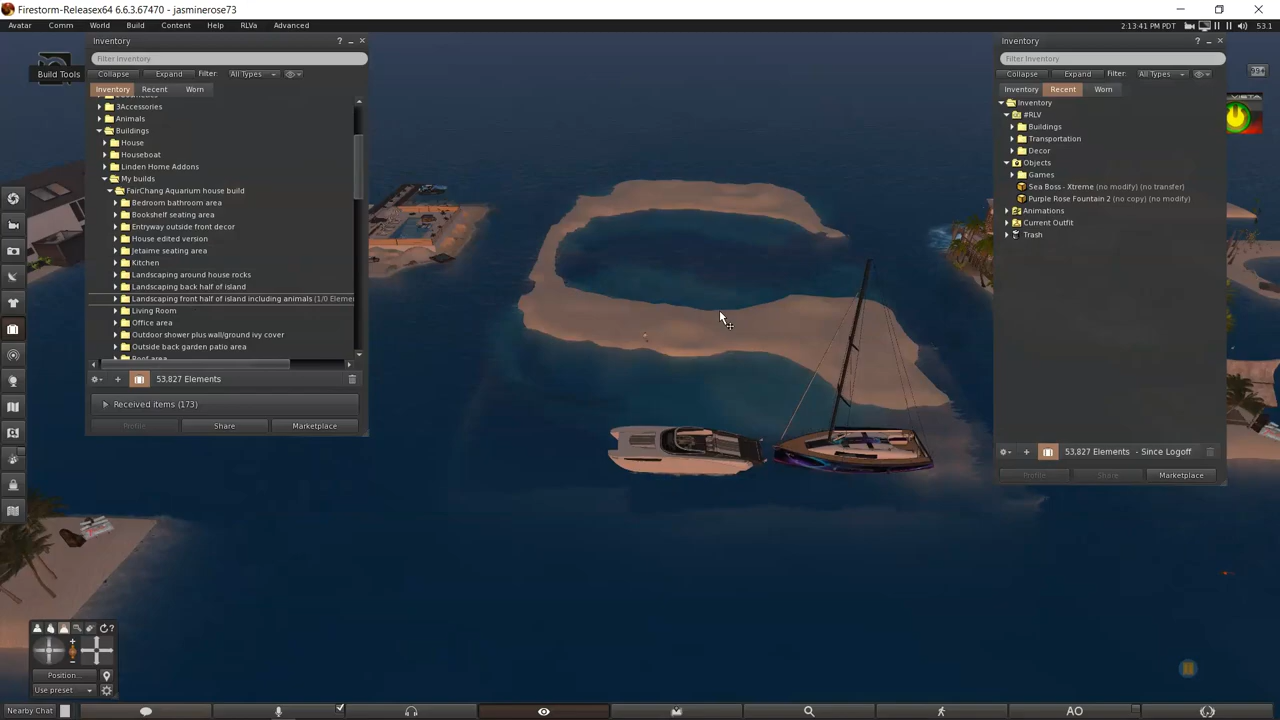 Firestorm-Releasex64 6.6.3.67470 - jasminerose73
Avatar Comm World Build Content Help RLVa Advanced
2:13:41 PM PDT
53.1
Build Tools
Inventory
?
Filter Inventory
Collapse Expand Filter: All Types
Inventory Recent Worn
3Accessories
Animals
Buildings
House
Houseboat
Linden Home Addons
My builds
FairChang Aquarium house build
Bedroom bathroom area
Bookshelf seating area
Entryway outside front decor
House edited version
Jetaime seating area
Kitchen
Landscaping around house rocks
Landscaping back half of island
Landscaping front half of island including animals (1/0 Eleme
Living Room
Office area
Outdoor shower plus wall/ground ivy cover
Outside back garden patio area
Roof area
53,827 Elements
Received items (173)
Profile Share Marketplace
Inventory
?
Filter Inventory
Collapse Expand Filter: All Types
Inventory Recent Worn
Inventory
#RLV
Buildings
Transportation
Decor
Objects
Games
Sea Boss - Xtreme (no modify) (no transfer)
Purple Rose Fountain 2 (no copy) (no modify)
Animations
Current Outfit
Trash
53,827 Elements - Since Logoff
Profile Share Marketplace
?
Position...
Use preset
Nearby Chat
AO